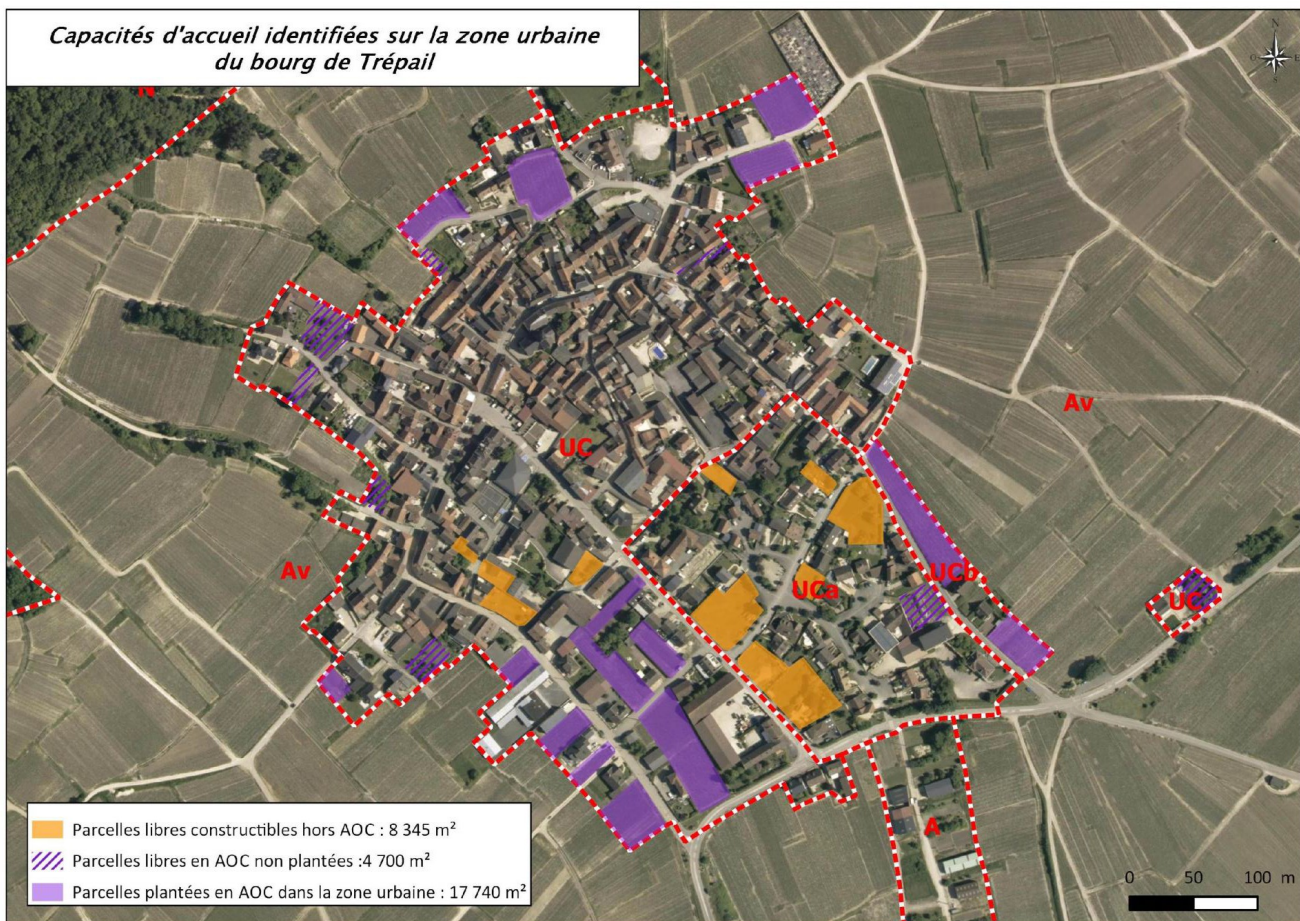 Capacités d'accueil identifiées sur la zone urbaine
du bourg de Trépail
N
N
E
S
Av
UC
Av
UCa
UCb
UC
A
Parcelles libres constructibles hors AOC : 8 345 m²
Parcelles libres en AOC non plantées :4 700 m²
Parcelles plantées en AOC dans la zone urbaine : 17 740 m²
0 50 100 m